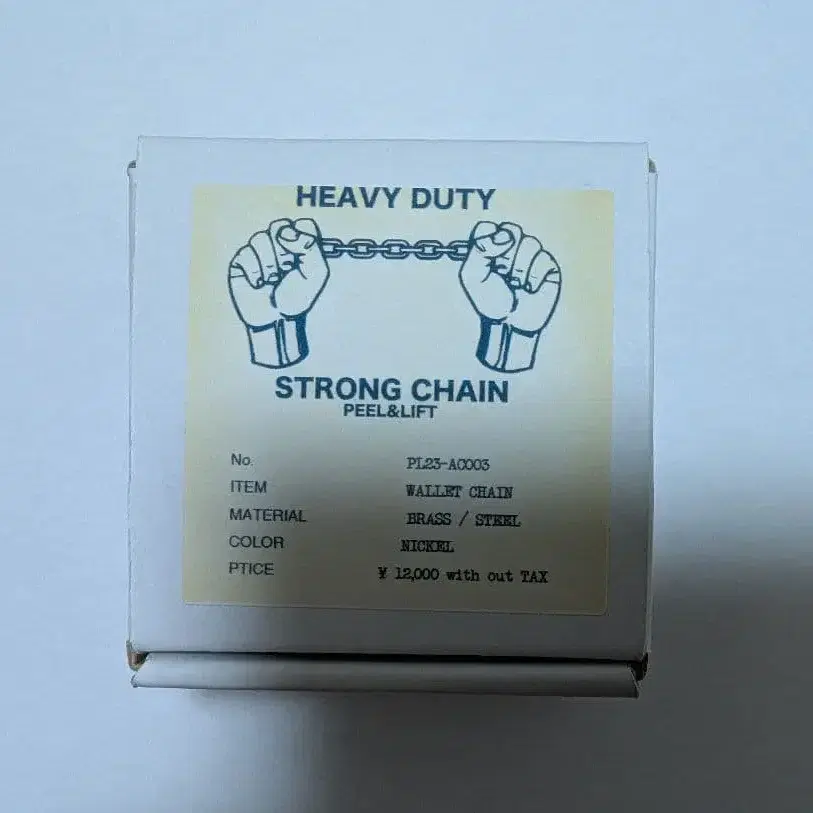 HEAVY DUTY
STRONG CHAIN
PEEL&LIFT
No. PL23-AC003
ITEM WALLET CHAIN
MATERIAL BRASS / STEEL
COLOR NICKEL
PTICE ¥ 12,000 with out TAX